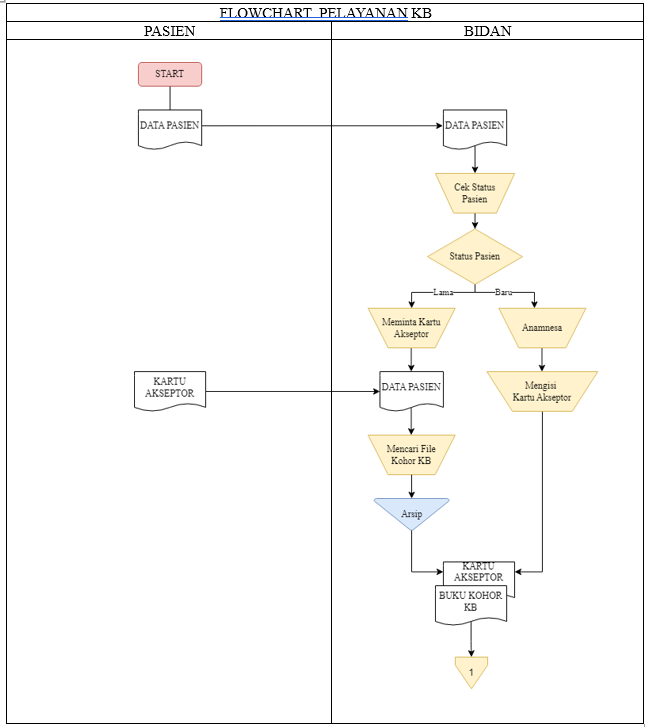 FLOWCHART PELAYANAN KB
PASIEN
BIDAN
START
DATA PASIEN
DATA PASIEN
Cek Status
Pasien
Status Pasien
Lama
Baru
Meminta Kartu
Akseptor
Anamnesa
KARTU
AKSEPTOR
DATA PASIEN
Mengisi
Kartu Akseptor
Mencari File
Kohor KB
Arsip
KARTU
AKSEPTOR
BUKU KOHOR
KB
1